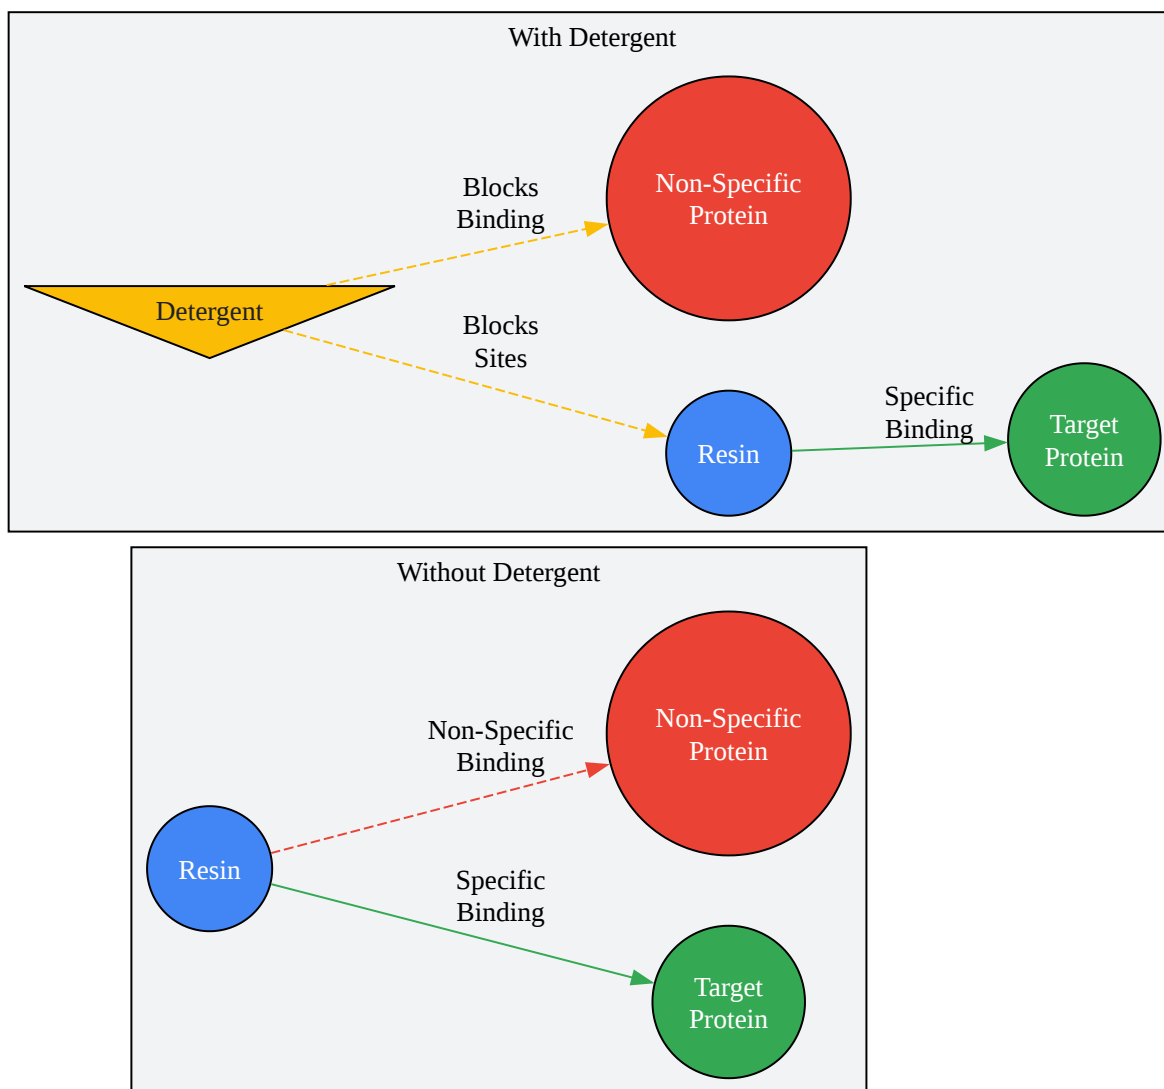 With Detergent
Non-Specific
Protein
Blocks
Binding
Detergent
Blocks
Sites
Resin
Specific
Binding
Target
Protein
Without Detergent
Non-Specific
Protein
Non-Specific
Binding
Resin
Specific
Binding
Target
Protein